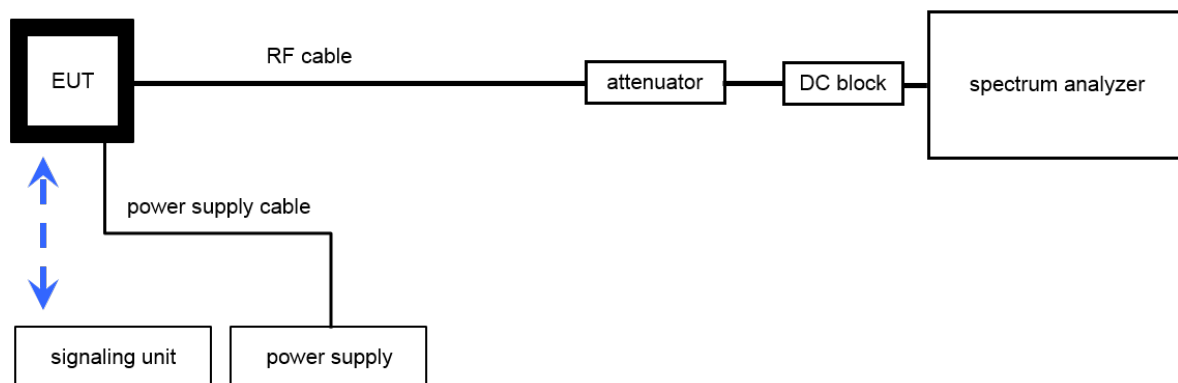 EUT
RF cable
attenuator
DC block
spectrum analyzer
power supply cable
signaling unit
power supply